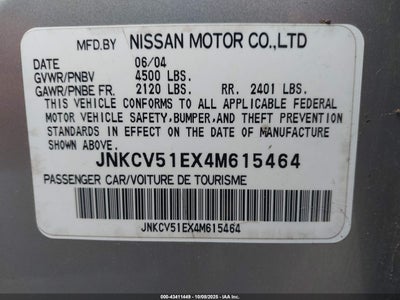 MFD.BY NISSAN MOTOR CO.,LTD
DATE 06/04
GVWR/PNBV 4500 LBS.
GAWR/PNBE FR. 2120 LBS. RR. 2401 LBS.
THIS VEHICLE CONFORMS TO ALL APPLICABLE FEDERAL
MOTOR VEHICLE SAFETY,BUMPER,AND THEFT PREVENTION
STANDARDS IN EFFECT ON THE DATE OF MANUFACTURE
SHOWN ABOVE.
JNKCV51EX4M615464
PASSENGER CAR/VOITURE DE TOURISME
JNKCV51EX4M615464
000-43411449 - 10/08/2025 - IAA, Inc.